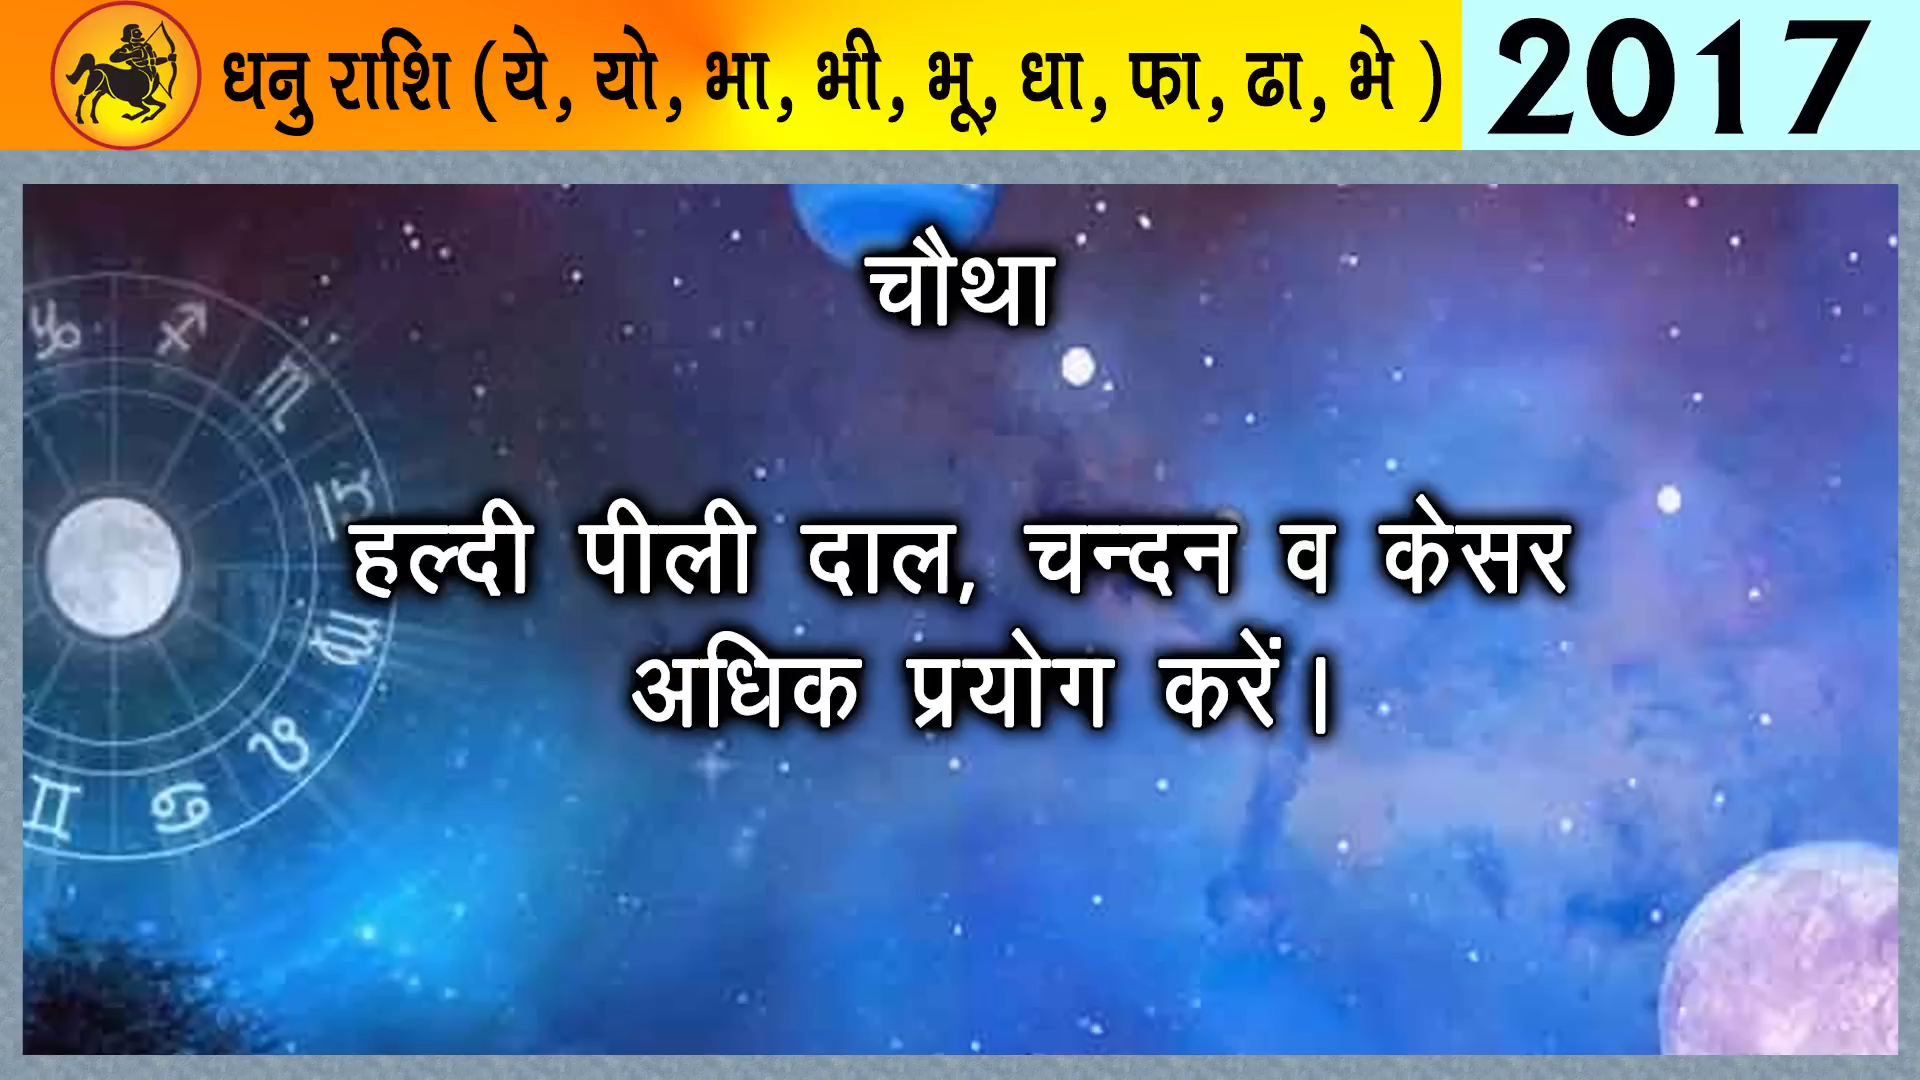 धनु राशि (ये, यो, भा, भी, भू, धा, फा, ढा, भे )
2017
चौथा
हल्दी पीली दाल, चन्दन व केसर
अधिक प्रयोग करें।